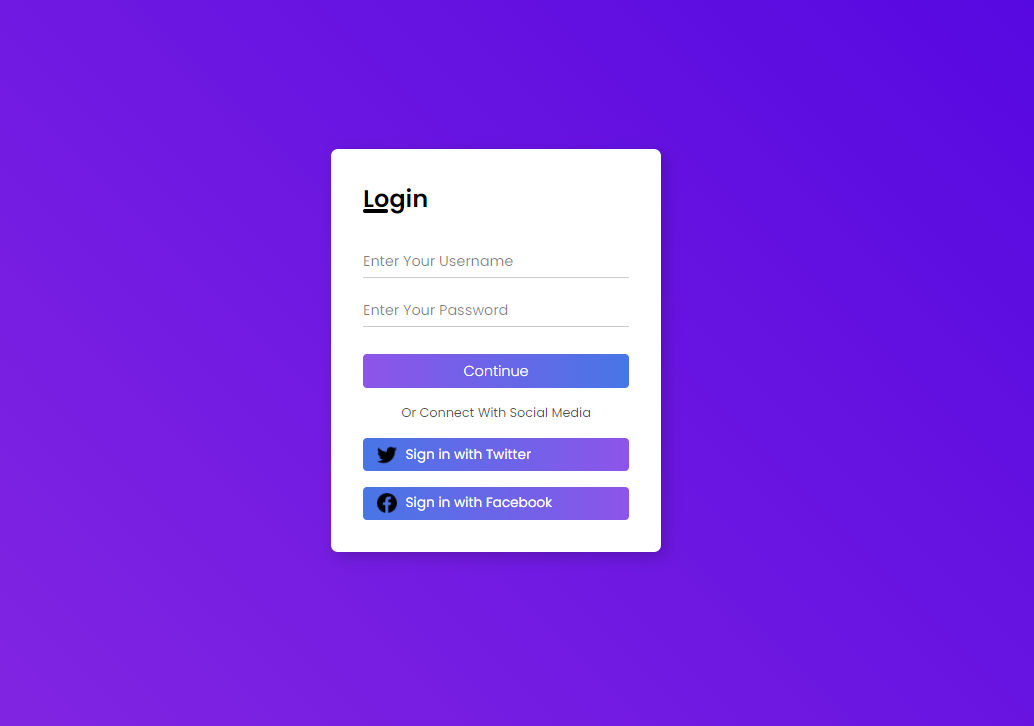 Login
Enter Your Username
Enter Your Password
Continue
Or Connect With Social Media
Sign in with Twitter
Sign in with Facebook